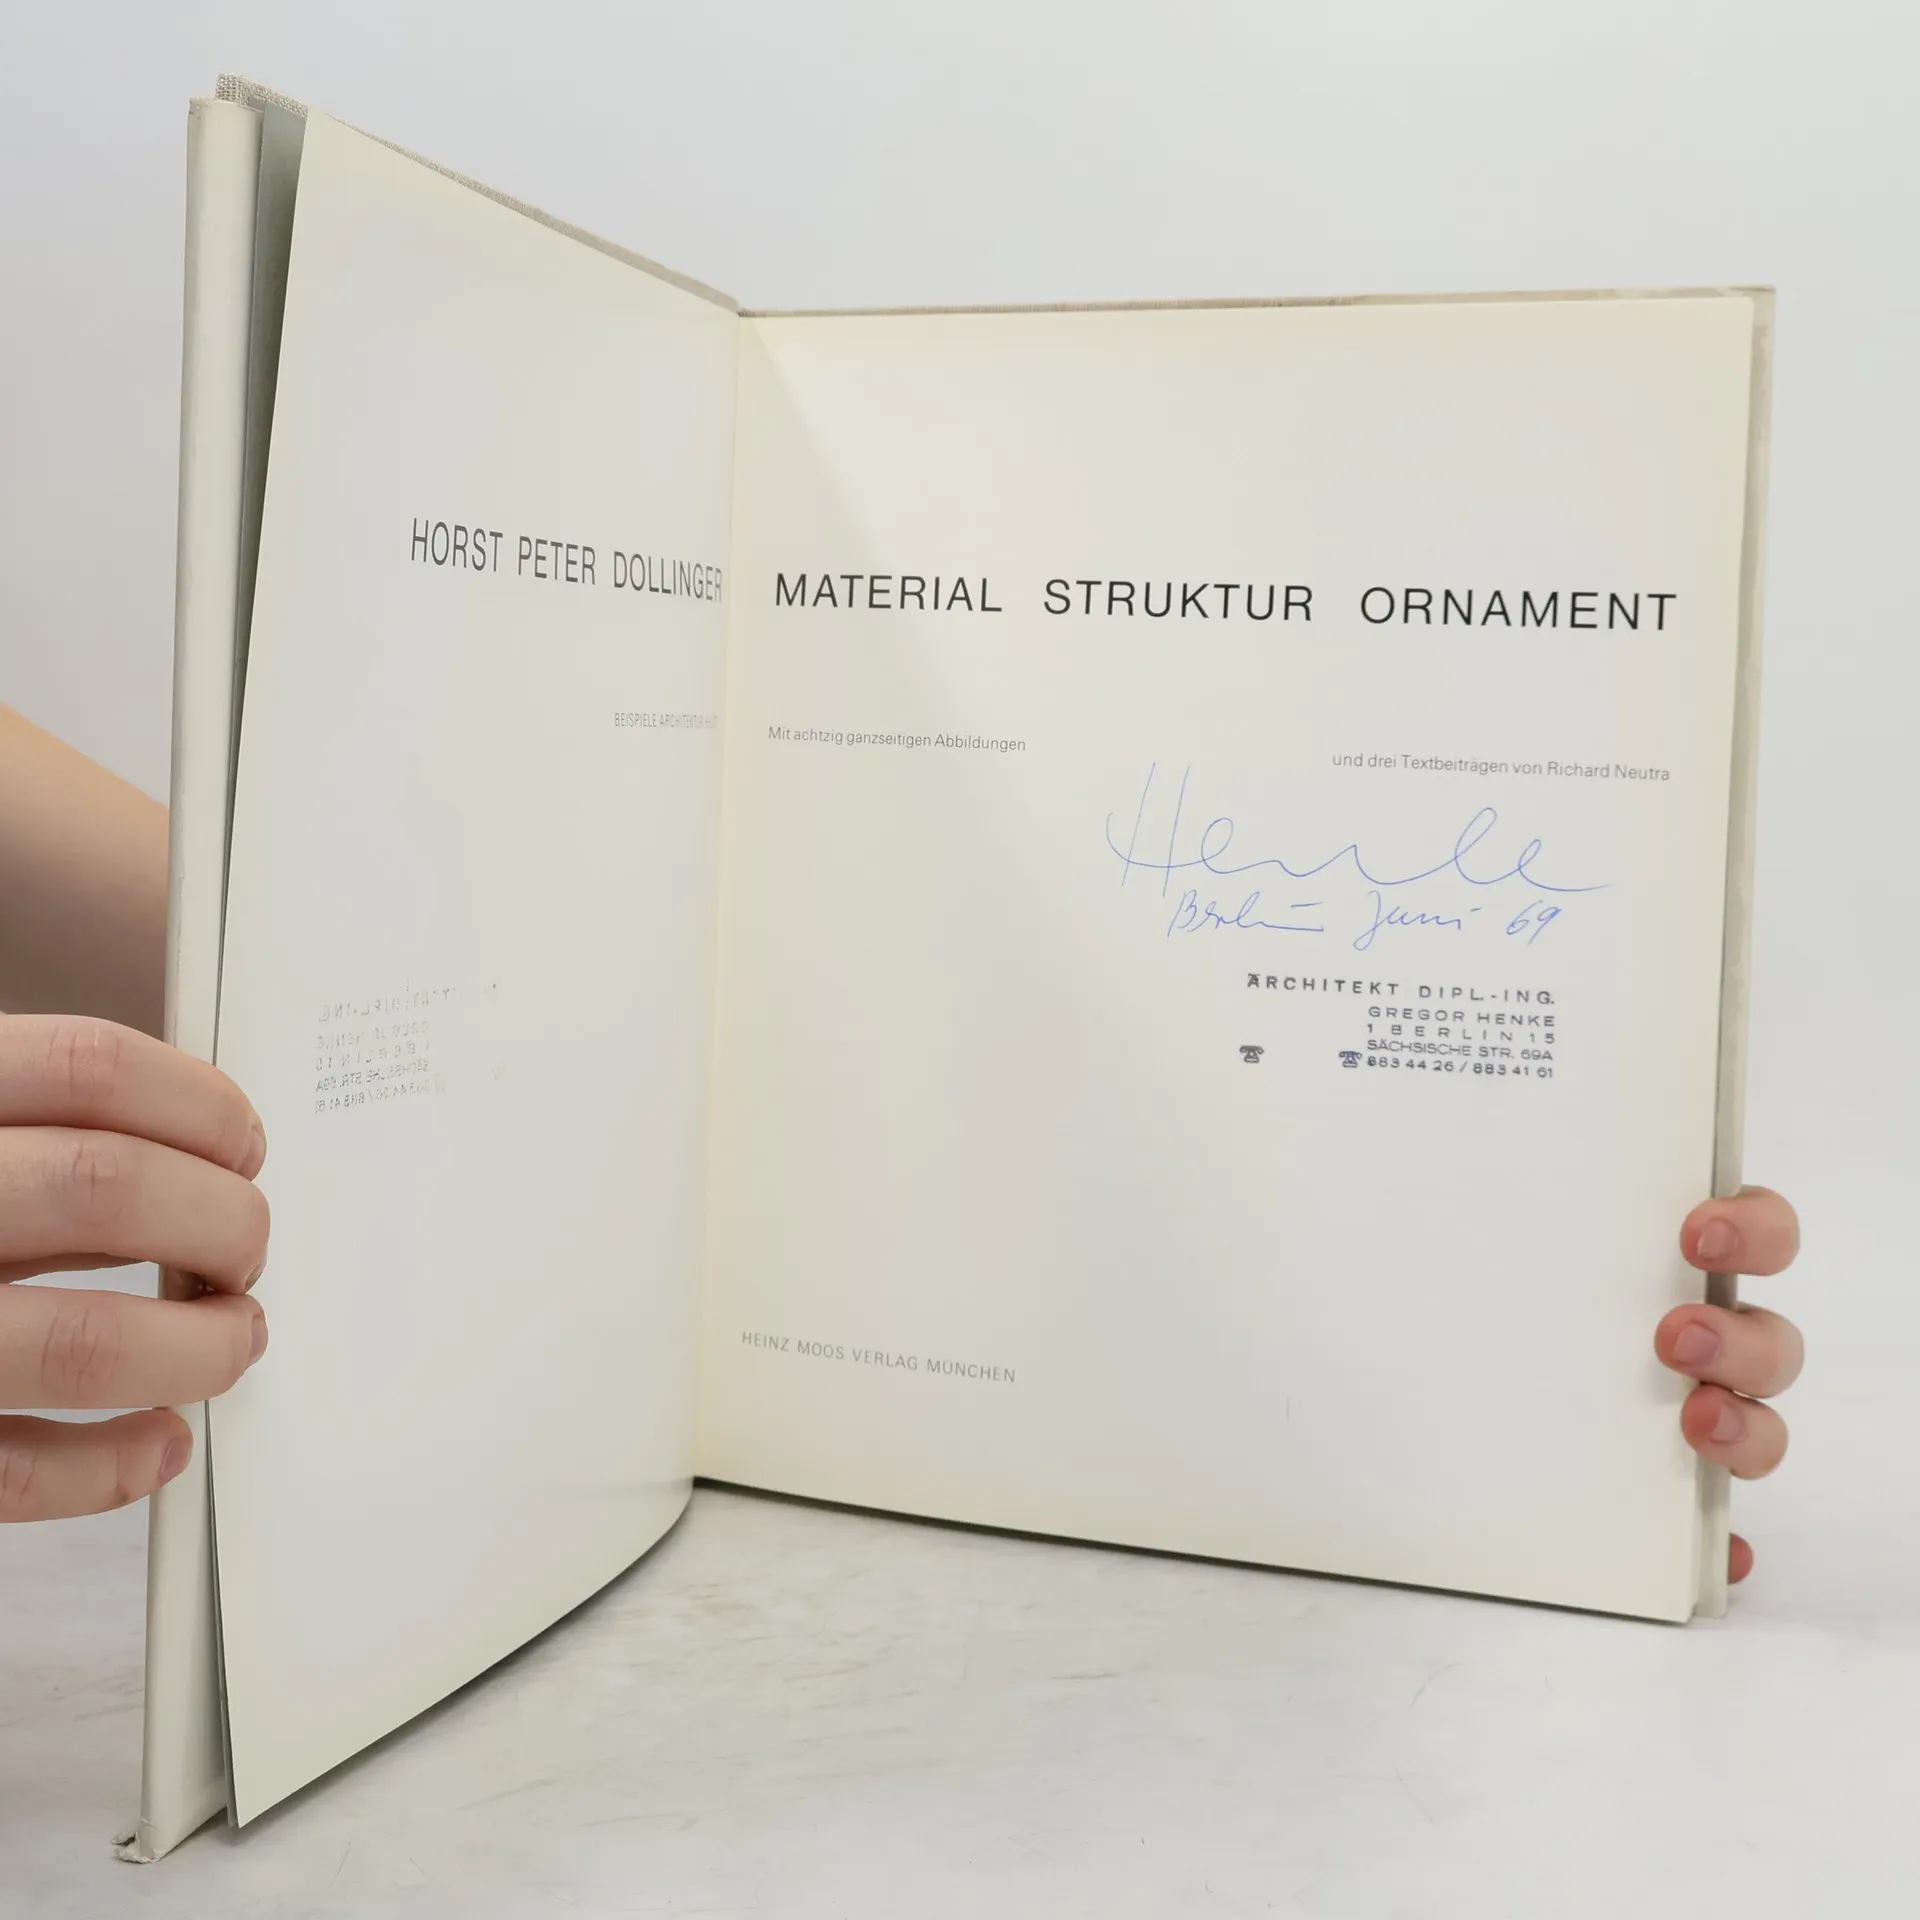 HORST PETER DOLLINGER
BEISPIELE ARCHITEKTUR
MATERIAL STRUKTUR ORNAMENT
Mit achtzig ganzseitigen Abbildungen
und drei Textbeiträgen von Richard Neutra
Henke
Berlin Juni 69
ARCHITEKT DIPL.-ING.
GREGOR HENKE
1 BERLIN 15
SÄCHSISCHE STR. 69A
883 44 26 / 883 41 61
HEINZ MOOS VERLAG MÜNCHEN